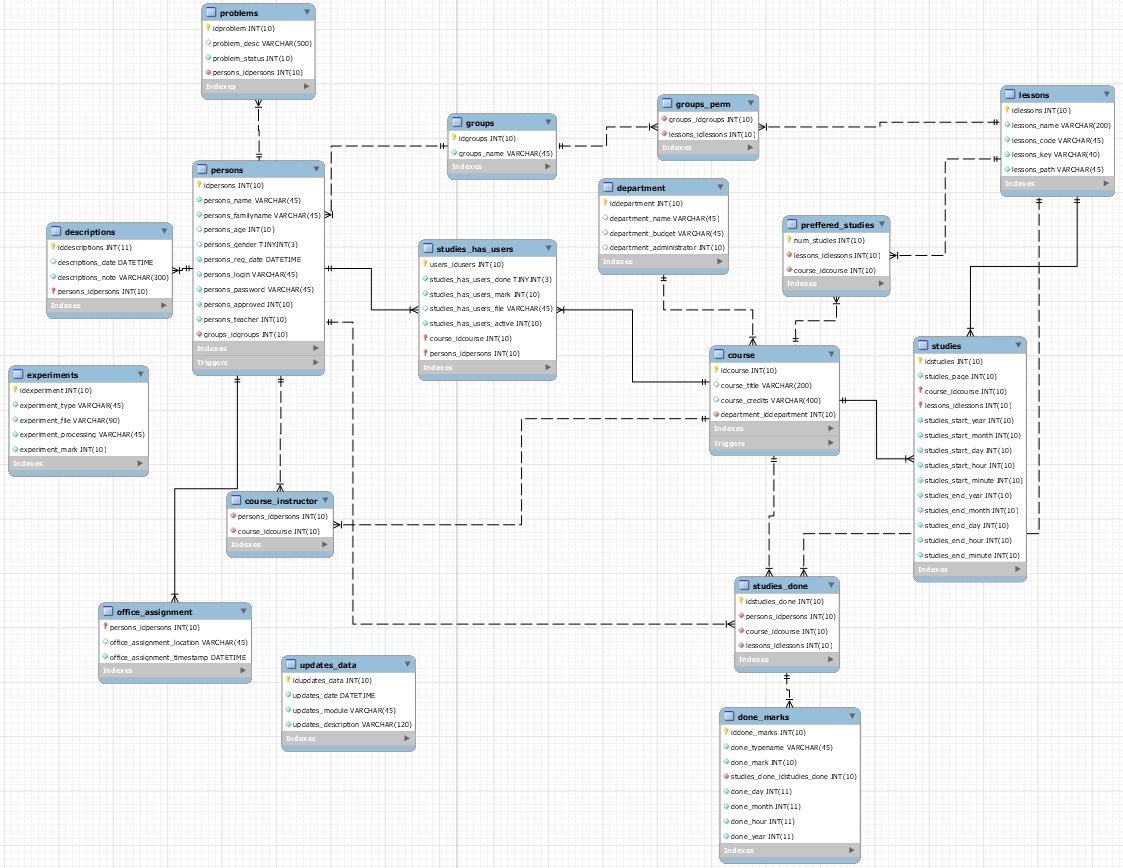 problems
idproblem INT(10)
problem_desc VARCHAR(500)
problem_status INT(10)
persons_idpersons INT(10)
Indexes
persons
idpersons INT(10)
persons_name VARCHAR(45)
persons_familyname VARCHAR(45)
persons_age INT(10)
persons_gender TINYINT(3)
persons_reg_date DATETIME
persons_login VARCHAR(45)
persons_password VARCHAR(45)
persons_approved INT(10)
persons_teacher INT(10)
groups_idgroups INT(10)
Indexes
Triggers
groups
idgroups INT(10)
groups_name VARCHAR(45)
Indexes
groups_perm
groups_idgroups INT(10)
lessons_idlessons INT(10)
Indexes
lessons
idlessons INT(10)
lessons_name VARCHAR(200)
lessons_code VARCHAR(45)
lessons_key VARCHAR(40)
lessons_path VARCHAR(45)
Indexes
department
iddepartment INT(10)
department_name VARCHAR(45)
department_budget VARCHAR(45)
department_administrator INT(10)
Indexes
preffered_studies
num_studies INT(10)
lessons_idlessons INT(10)
course_idcourse INT(10)
Indexes
descriptions
iddescriptions INT(11)
descriptions_date DATETIME
descriptions_note VARCHAR(300)
persons_idpersons INT(10)
Indexes
studies_has_users
users_idusers INT(10)
studies_has_users_done TINYINT(3)
studies_has_users_mark INT(10)
studies_has_users_file VARCHAR(45)
studies_has_users_active INT(10)
course_idcourse INT(10)
persons_idpersons INT(10)
Indexes
course
idcourse INT(10)
course_title VARCHAR(200)
course_credits VARCHAR(400)
department_iddepartment INT(10)
Indexes
Triggers
studies
idstudies INT(10)
studies_page INT(10)
course_idcourse INT(10)
lessons_idlessons INT(10)
studies_start_year INT(10)
studies_start_month INT(10)
studies_start_day INT(10)
studies_start_hour INT(10)
studies_start_minute INT(10)
studies_end_year INT(10)
studies_end_month INT(10)
studies_end_day INT(10)
studies_end_hour INT(10)
studies_end_minute INT(10)
Indexes
experiments
idexperiment INT(10)
experiment_type VARCHAR(45)
experiment_file VARCHAR(90)
experiment_processing VARCHAR(45)
experiment_mark INT(10)
Indexes
course_instructor
persons_idpersons INT(10)
course_idcourse INT(10)
Indexes
office_assignment
persons_idpersons INT(10)
office_assignment_location VARCHAR(45)
office_assignment_timestamp DATETIME
Indexes
studies_done
idstudies_done INT(10)
persons_idpersons INT(10)
course_idcourse INT(10)
lessons_idlessons INT(10)
Indexes
updates_data
idupdates_data INT(10)
updates_date DATETIME
updates_module VARCHAR(45)
updates_description VARCHAR(120)
Indexes
done_marks
iddone_marks INT(10)
done_typename VARCHAR(45)
done_mark INT(10)
studies_done_idstudies_done INT(10)
done_day INT(11)
done_month INT(11)
done_hour INT(11)
done_year INT(11)
Indexes